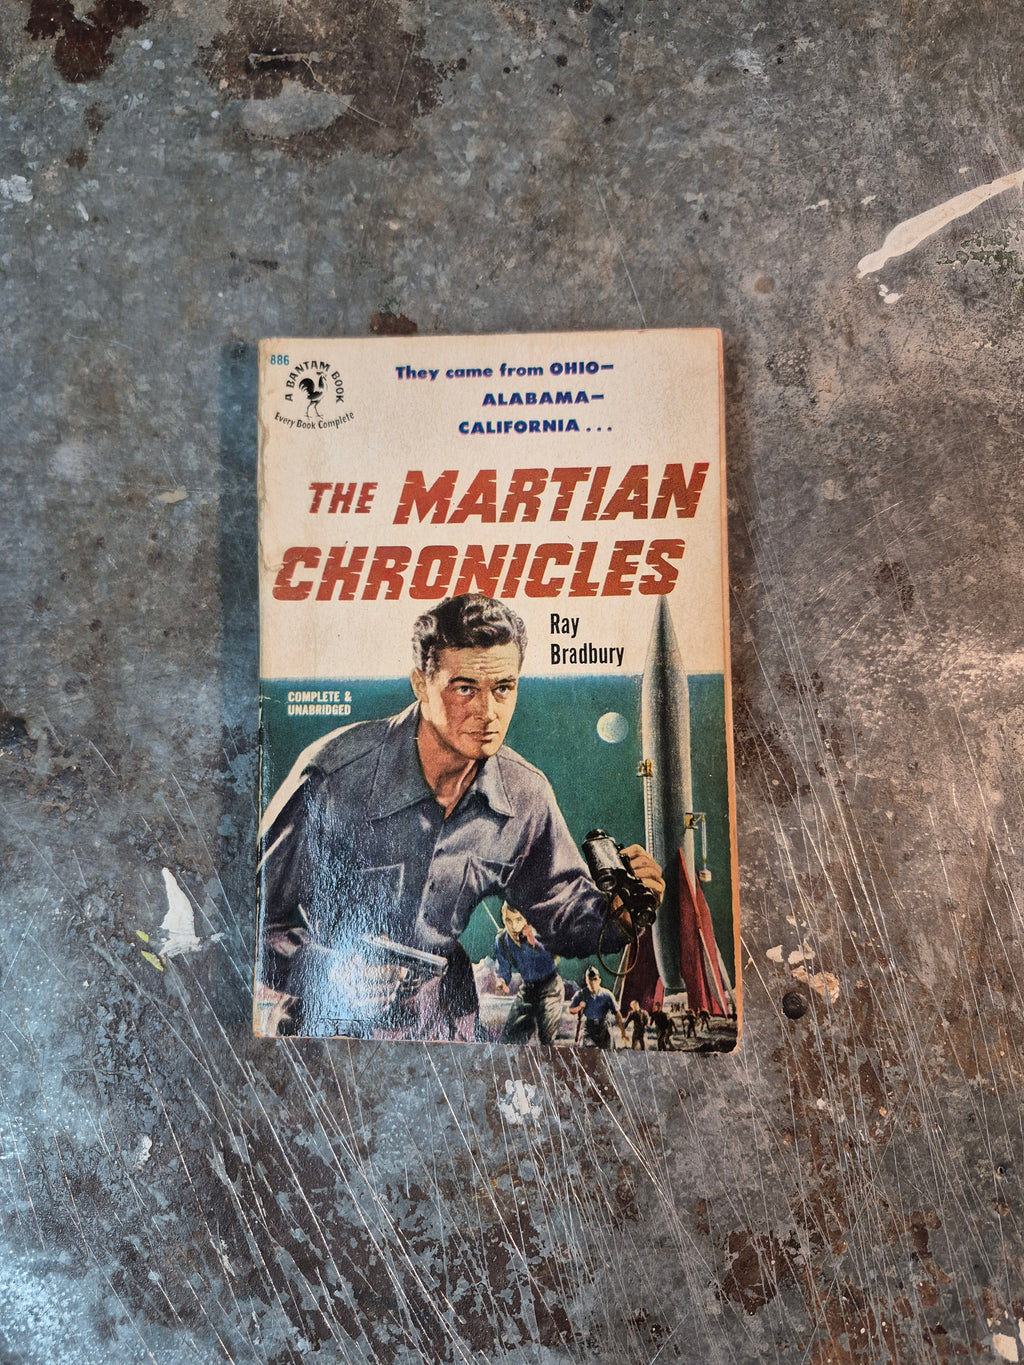 886
A BANTAM BOOK
Every Book Complete
They came from OHIO—
ALABAMA—
CALIFORNIA . . .
THE MARTIAN
CHRONICLES
Ray
Bradbury
COMPLETE &
UNABRIDGED